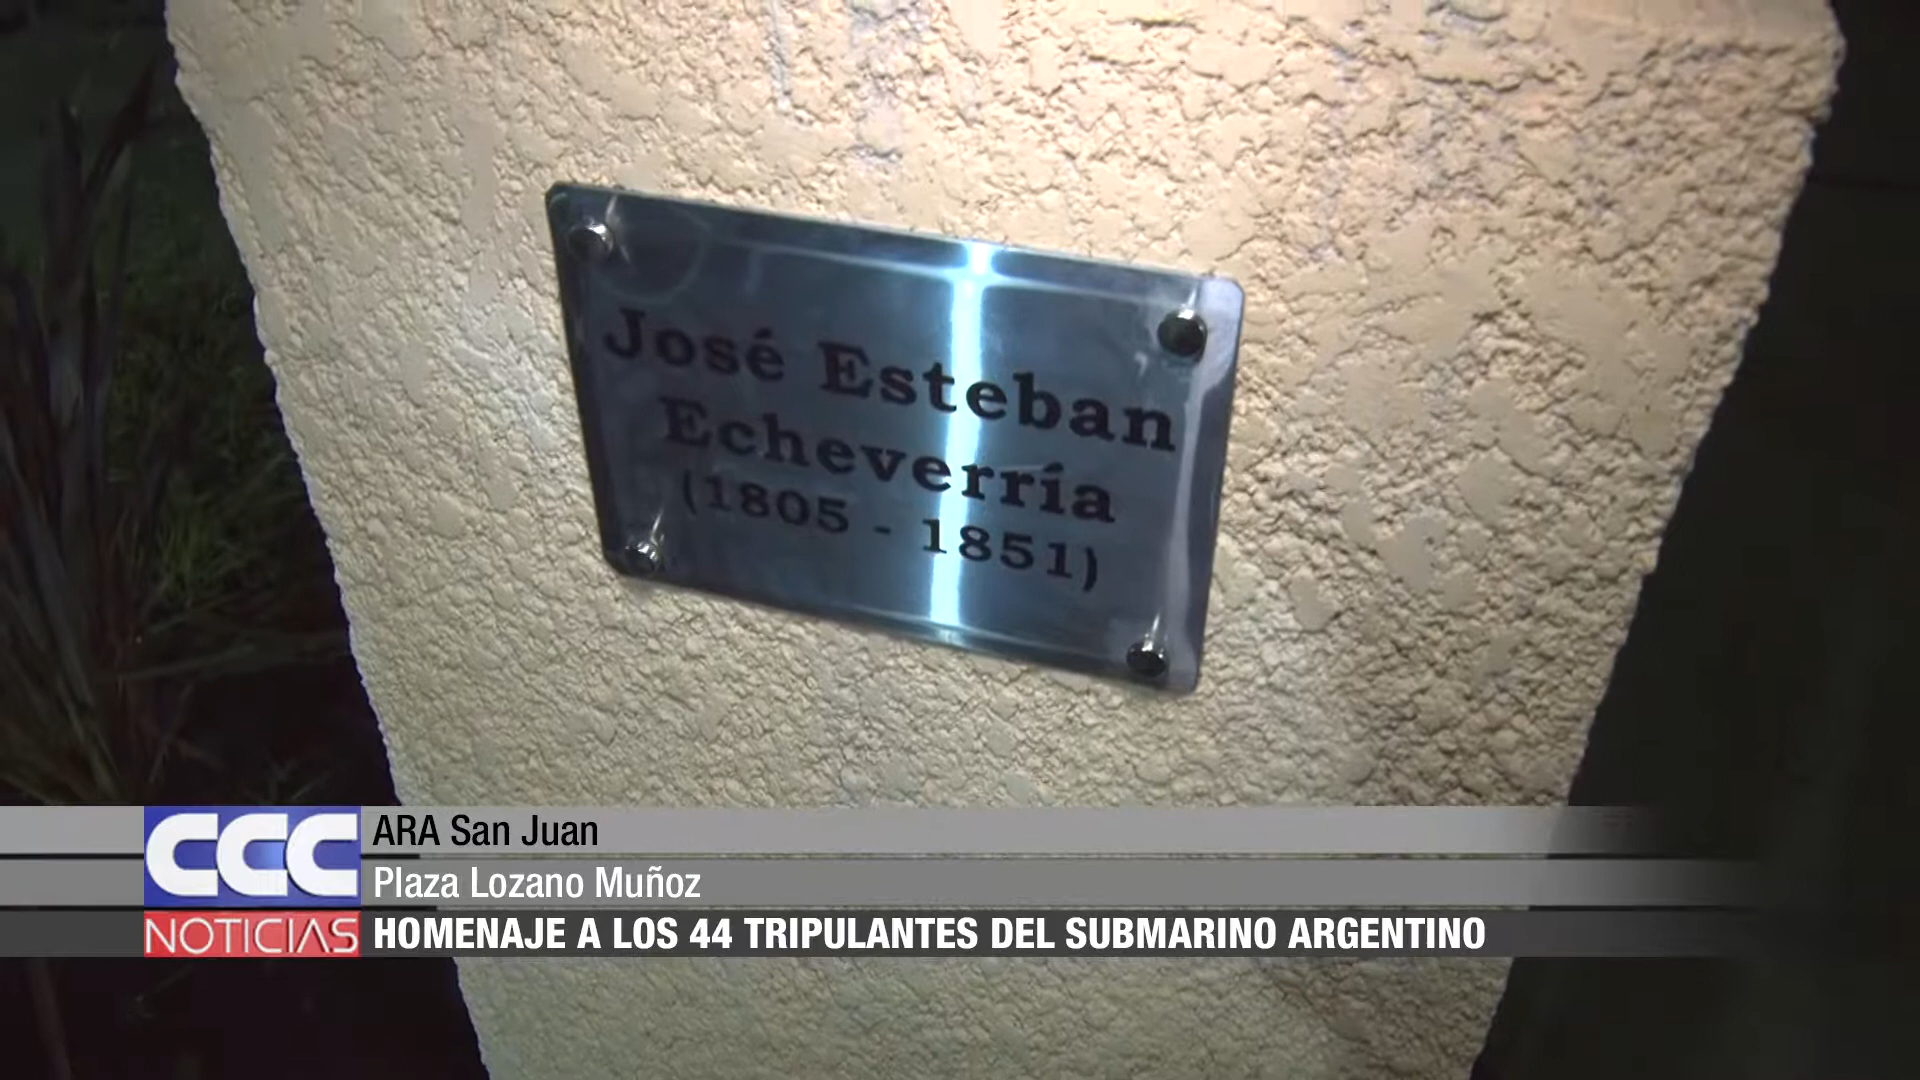 José Esteban
Echeverría
(1805 - 1851)
CCC
NOTICIAS
ARA San Juan
Plaza Lozano Muñoz
HOMENAJE A LOS 44 TRIPULANTES DEL SUBMARINO ARGENTINO